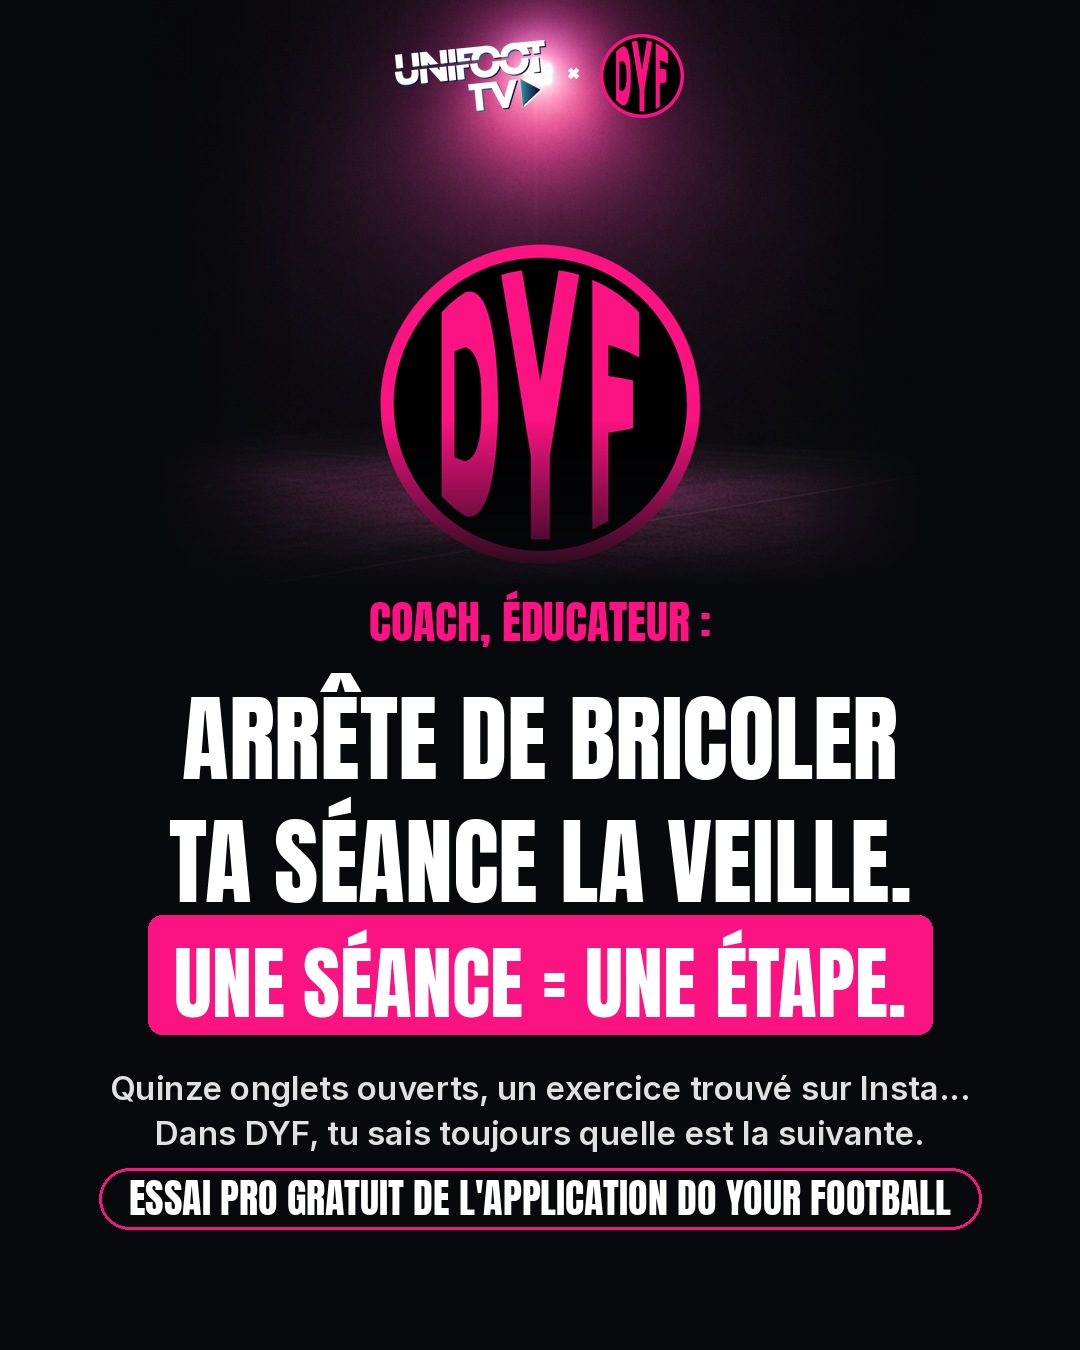 UNIFOOT
TV
DYF
DYF
COACH, ÉDUCATEUR :
ARRÊTE DE BRICOLER
TA SÉANCE LA VEILLE.
UNE SÉANCE = UNE ÉTAPE.
Quinze onglets ouverts, un exercice trouvé sur Insta...
Dans DYF, tu sais toujours quelle est la suivante.
ESSAI PRO GRATUIT DE L'APPLICATION DO YOUR FOOTBALL